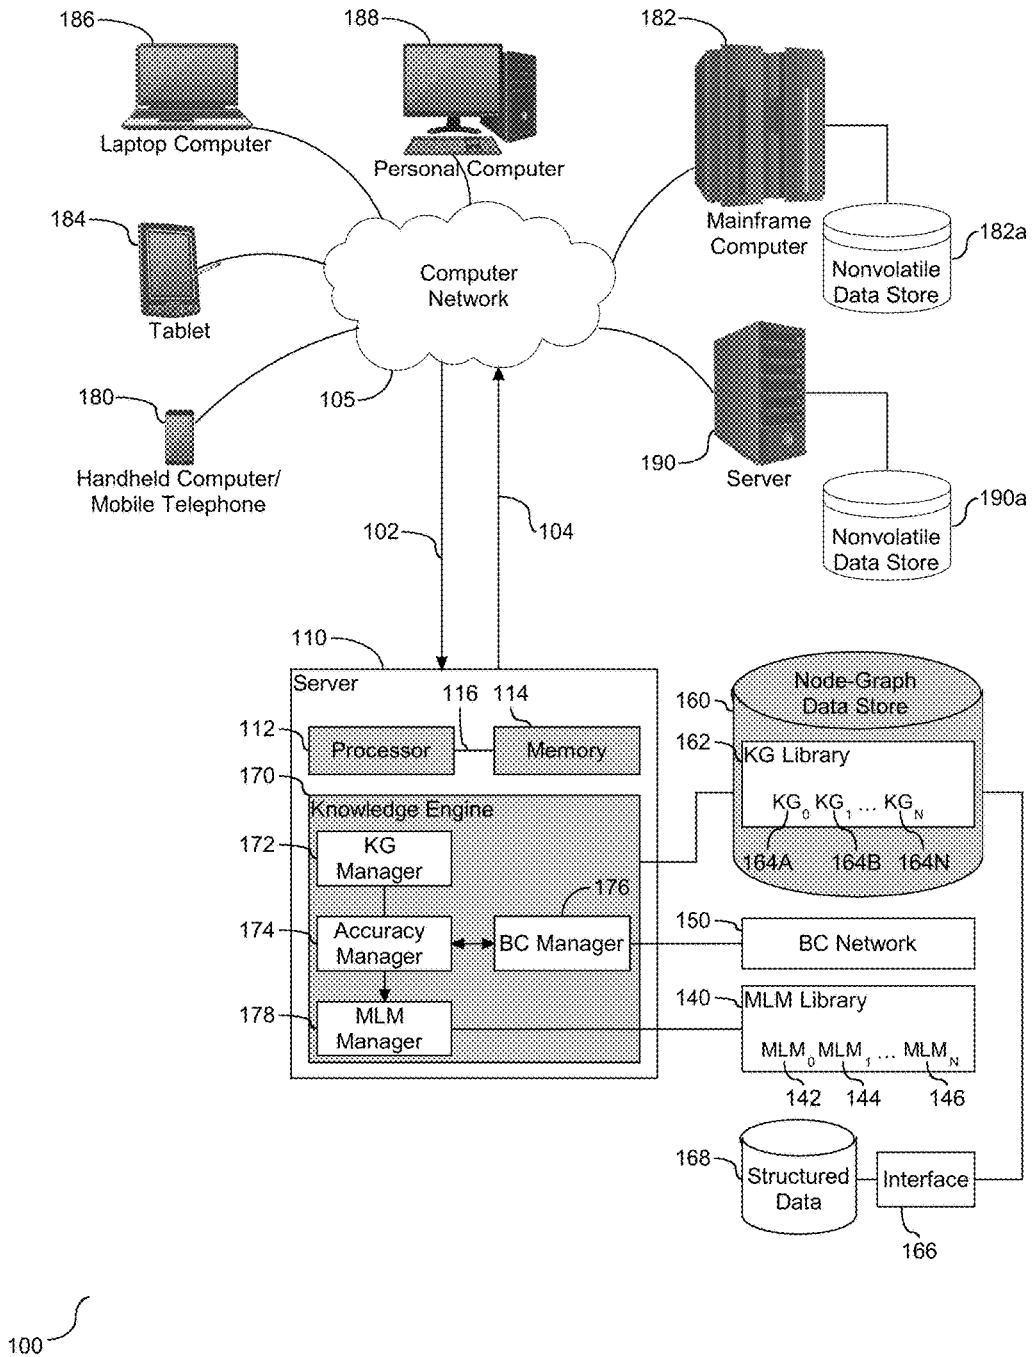 186
188
182
Laptop Computer
Personal Computer
Mainframe
Computer
182a
Nonvolatile
Data Store
184
Tablet
Computer
Network
105
180
Handheld Computer/
Mobile Telephone
190
Server
190a
Nonvolatile
Data Store
102
104
110
Server
116
114
112
Processor
Memory
170
Knowledge Engine
172
KG
Manager
176
174
Accuracy
Manager
BC Manager
178
MLM
Manager
Node-Graph
Data Store
160
162
KG Library
KG0 KG1 ... KGN
164A
164B
164N
150
BC Network
140
MLM Library
MLM0 MLM1 ... MLMN
142
144
146
168
Structured
Data
Interface
166
100